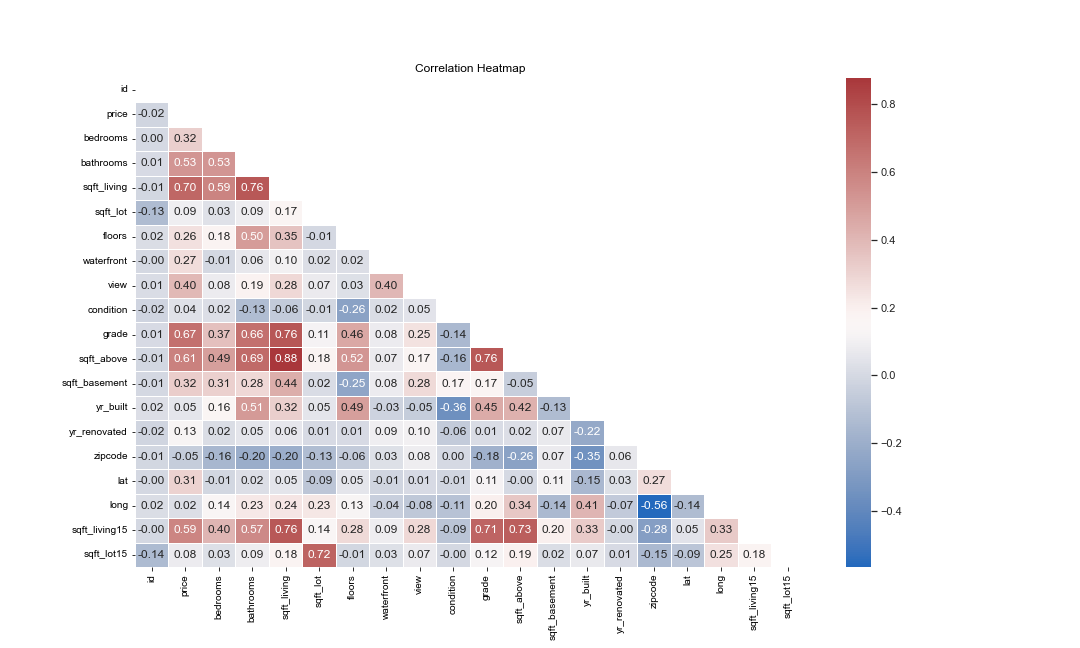 Correlation Heatmap
id
price -0.02
bedrooms 0.00 0.32
bathrooms 0.01 0.53 0.53
sqft_living -0.01 0.70 0.59 0.76
sqft_lot -0.13 0.09 0.03 0.09 0.17
floors 0.02 0.26 0.18 0.50 0.35 -0.01
waterfront -0.00 0.27 -0.01 0.06 0.10 0.02 0.02
view 0.01 0.40 0.08 0.19 0.28 0.07 0.03 0.40
condition -0.02 0.04 0.02 -0.13 -0.06 -0.01 -0.26 0.02 0.05
grade 0.01 0.67 0.37 0.66 0.76 0.11 0.46 0.08 0.25 -0.14
sqft_above -0.01 0.61 0.49 0.69 0.88 0.18 0.52 0.07 0.17 -0.16 0.76
sqft_basement -0.01 0.32 0.31 0.28 0.44 0.02 -0.25 0.08 0.28 0.17 0.17 -0.05
yr_built 0.02 0.05 0.16 0.51 0.32 0.05 0.49 -0.03 -0.05 -0.36 0.45 0.42 -0.13
yr_renovated -0.02 0.13 0.02 0.05 0.06 0.01 0.01 0.09 0.10 -0.06 0.01 0.02 0.07 -0.22
zipcode -0.01 -0.05 -0.16 -0.20 -0.20 -0.13 -0.06 0.03 0.08 0.00 -0.18 -0.26 0.07 -0.35 0.06
lat -0.00 0.31 -0.01 0.02 0.05 -0.09 0.05 -0.01 0.01 -0.01 0.11 -0.00 0.11 -0.15 0.03 0.27
long 0.02 0.02 0.14 0.23 0.24 0.23 0.13 -0.04 -0.08 -0.11 0.20 0.34 -0.14 0.41 -0.07 -0.56 -0.14
sqft_living15 -0.00 0.59 0.40 0.57 0.76 0.14 0.28 0.09 0.28 -0.09 0.71 0.73 0.20 0.33 -0.00 -0.28 0.05 0.33
sqft_lot15 -0.14 0.08 0.03 0.09 0.18 0.72 -0.01 0.03 0.07 -0.00 0.12 0.19 0.02 0.07 0.01 -0.15 -0.09 0.25 0.18
id price bedrooms bathrooms sqft_living sqft_lot floors waterfront view condition grade sqft_above sqft_basement yr_built yr_renovated zipcode lat long sqft_living15 sqft_lot15
0.8
0.6
0.4
0.2
0.0
−0.2
−0.4